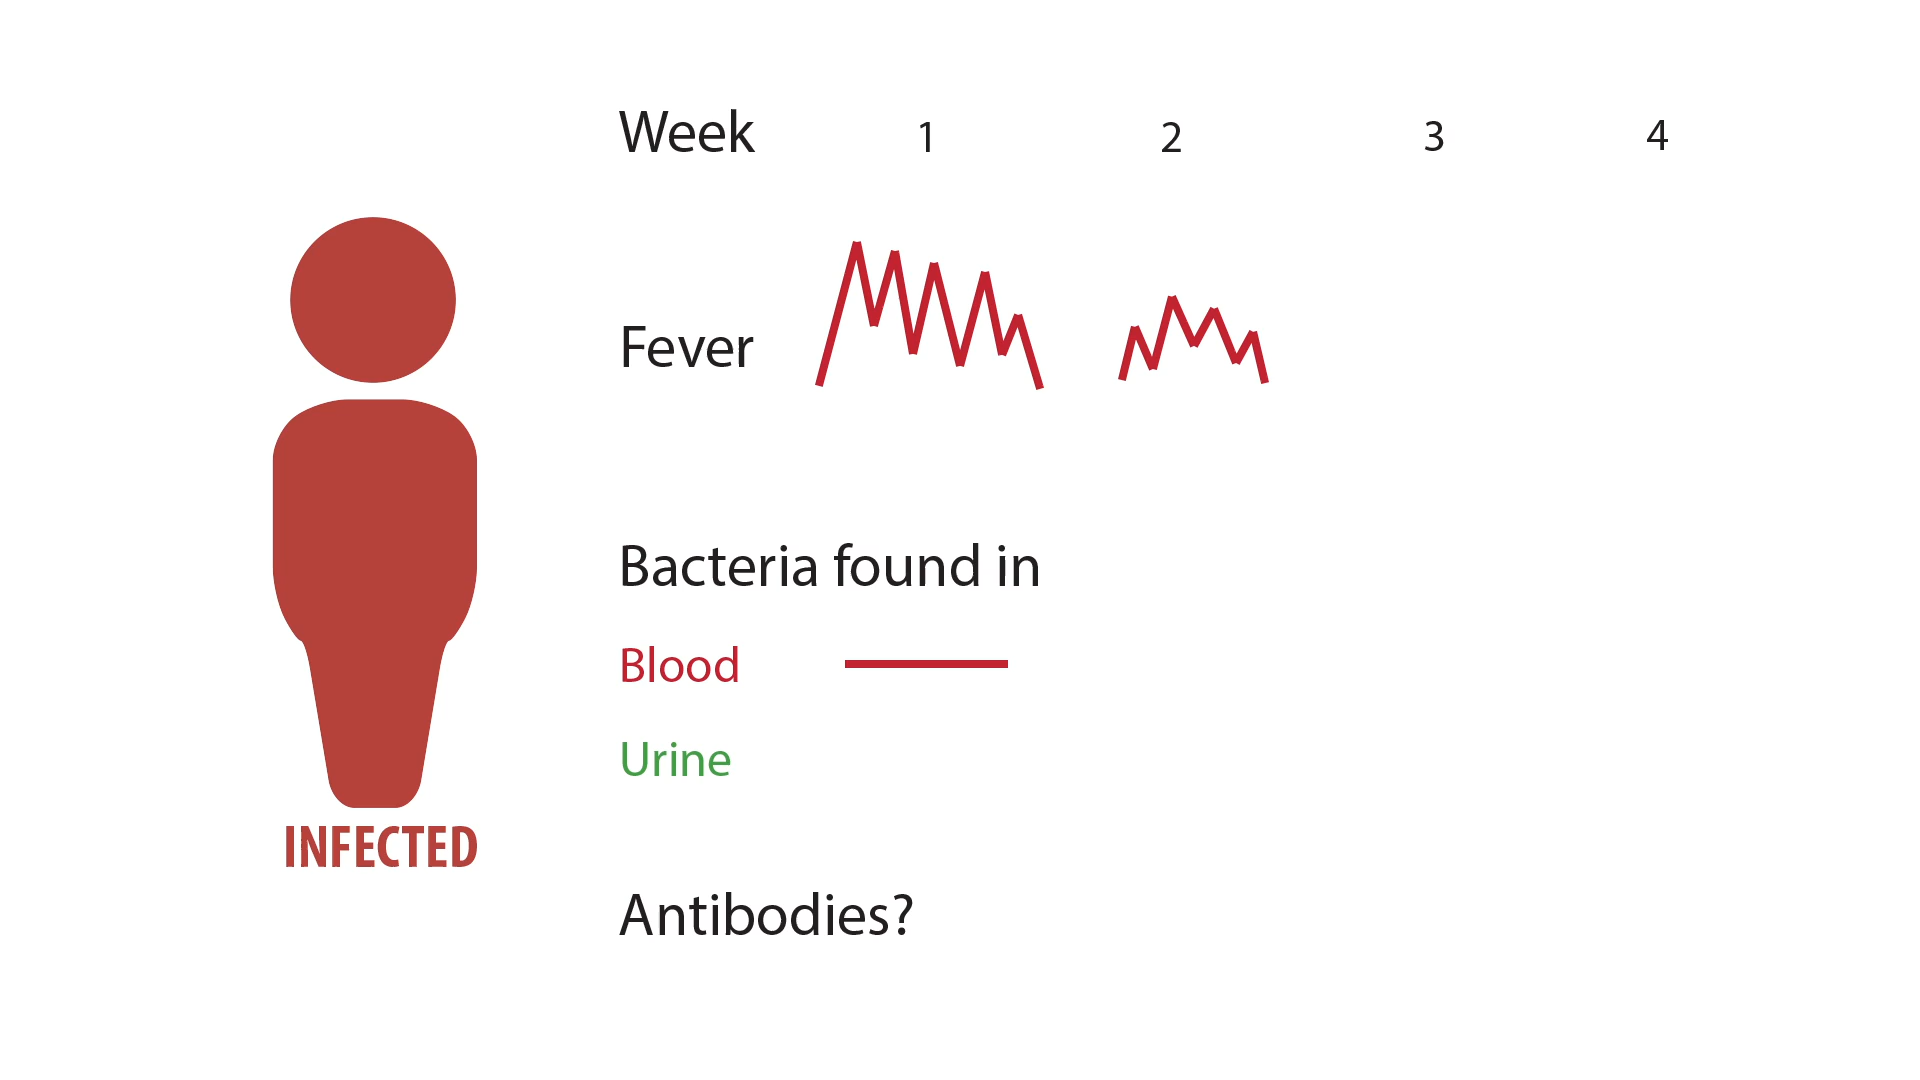 Week 1 2 3 4
Fever
Bacteria found in
Blood
Urine
INFECTED
Antibodies?